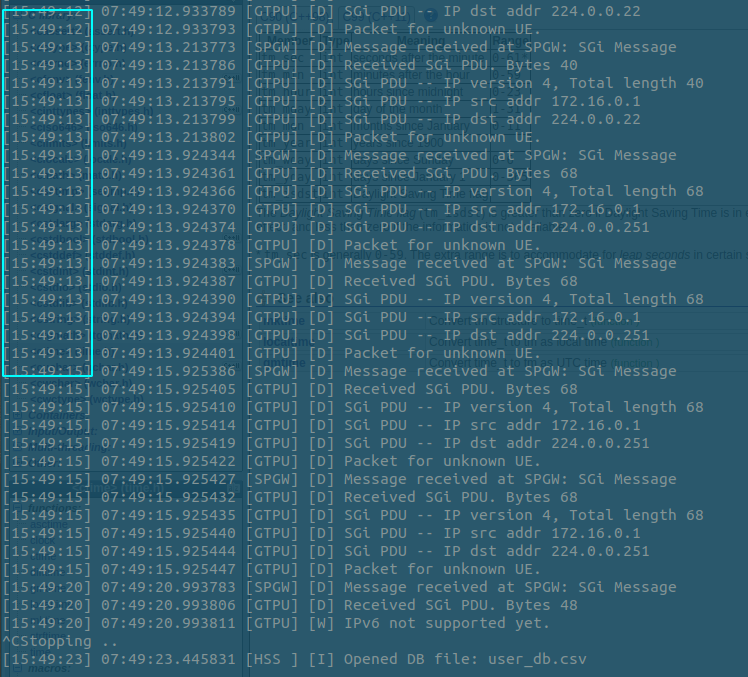 [15:49:12] 07:49:12.933789 [GTPU] [D] SGi PDU -- IP dst addr 224.0.0.22
[15:49:12] 07:49:12.933793 [GTPU] [D] Packet for unknown UE.
[15:49:13] 07:49:13.213773 [SPGW] [D] Message received at SPGW: SGi Message
[15:49:13] 07:49:13.213786 [GTPU] [D] Received SGi PDU. Bytes 40
[15:49:13] 07:49:13.213791 [GTPU] [D] SGi PDU -- IP version 4, Total length 40
[15:49:13] 07:49:13.213795 [GTPU] [D] SGi PDU -- IP src addr 172.16.0.1
[15:49:13] 07:49:13.213799 [GTPU] [D] SGi PDU -- IP dst addr 224.0.0.22
[15:49:13] 07:49:13.213802 [GTPU] [D] Packet for unknown UE.
[15:49:13] 07:49:13.924344 [SPGW] [D] Message received at SPGW: SGi Message
[15:49:13] 07:49:13.924361 [GTPU] [D] Received SGi PDU. Bytes 68
[15:49:13] 07:49:13.924366 [GTPU] [D] SGi PDU -- IP version 4, Total length 68
[15:49:13] 07:49:13.924370 [GTPU] [D] SGi PDU -- IP src addr 172.16.0.1
[15:49:13] 07:49:13.924374 [GTPU] [D] SGi PDU -- IP dst addr 224.0.0.251
[15:49:13] 07:49:13.924378 [GTPU] [D] Packet for unknown UE.
[15:49:13] 07:49:13.924383 [SPGW] [D] Message received at SPGW: SGi Message
[15:49:13] 07:49:13.924387 [GTPU] [D] Received SGi PDU. Bytes 68
[15:49:13] 07:49:13.924390 [GTPU] [D] SGi PDU -- IP version 4, Total length 68
[15:49:13] 07:49:13.924394 [GTPU] [D] SGi PDU -- IP src addr 172.16.0.1
[15:49:13] 07:49:13.924398 [GTPU] [D] SGi PDU -- IP dst addr 224.0.0.251
[15:49:13] 07:49:13.924401 [GTPU] [D] Packet for unknown UE.
[15:49:15] 07:49:15.925386 [SPGW] [D] Message received at SPGW: SGi Message
[15:49:15] 07:49:15.925405 [GTPU] [D] Received SGi PDU. Bytes 68
[15:49:15] 07:49:15.925410 [GTPU] [D] SGi PDU -- IP version 4, Total length 68
[15:49:15] 07:49:15.925414 [GTPU] [D] SGi PDU -- IP src addr 172.16.0.1
[15:49:15] 07:49:15.925419 [GTPU] [D] SGi PDU -- IP dst addr 224.0.0.251
[15:49:15] 07:49:15.925422 [GTPU] [D] Packet for unknown UE.
[15:49:15] 07:49:15.925427 [SPGW] [D] Message received at SPGW: SGi Message
[15:49:15] 07:49:15.925432 [GTPU] [D] Received SGi PDU. Bytes 68
[15:49:15] 07:49:15.925435 [GTPU] [D] SGi PDU -- IP version 4, Total length 68
[15:49:15] 07:49:15.925440 [GTPU] [D] SGi PDU -- IP src addr 172.16.0.1
[15:49:15] 07:49:15.925444 [GTPU] [D] SGi PDU -- IP dst addr 224.0.0.251
[15:49:15] 07:49:15.925447 [GTPU] [D] Packet for unknown UE.
[15:49:20] 07:49:20.993783 [SPGW] [D] Message received at SPGW: SGi Message
[15:49:20] 07:49:20.993806 [GTPU] [D] Received SGi PDU. Bytes 48
[15:49:20] 07:49:20.993811 [GTPU] [W] IPv6 not supported yet.
^CStopping ..
[15:49:23] 07:49:23.445831 [HSS ] [I] Opened DB file: user_db.csv